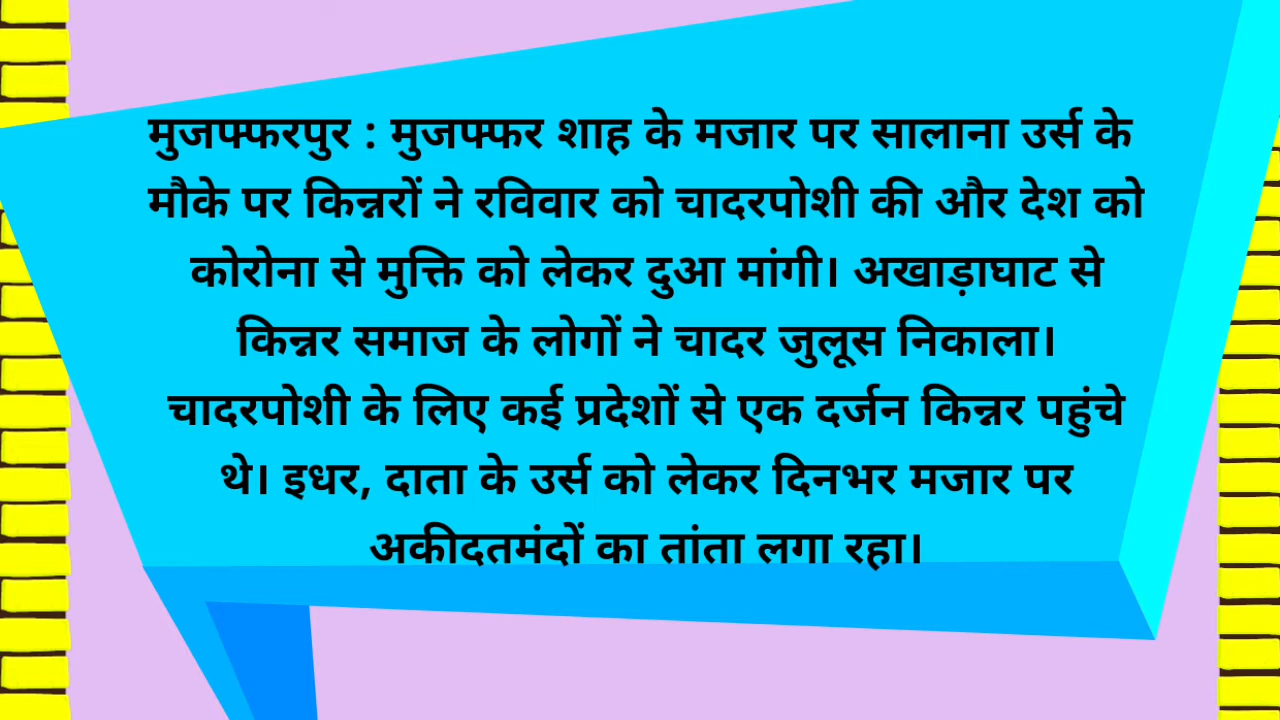 मुजफ्फरपुर : मुजफ्फर शाह के मजार पर सालाना उर्स के
मौके पर किन्नरों ने रविवार को चादरपोशी की और देश को
कोरोना से मुक्ति को लेकर दुआ मांगी। अखाड़ाघाट से
किन्नर समाज के लोगों ने चादर जुलूस निकाला।
चादरपोशी के लिए कई प्रदेशों से एक दर्जन किन्नर पहुंचे
थे। इधर, दाता के उर्स को लेकर दिनभर मजार पर
अकीदतमंदों का तांता लगा रहा।